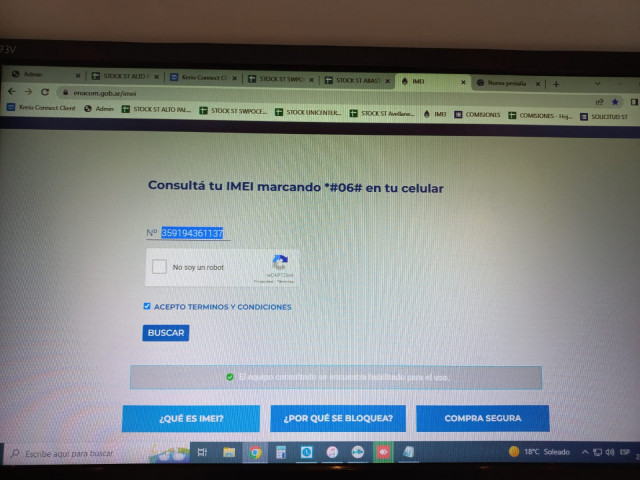 93V
Admin
STOCK ST ALTO
Kerio Connect Cl
STOCK ST SWPO
STOCK ST ABAST
IMEI
Nueva pestaña
enacom.gob.ar/imei
Kerio Connect Client
Admin
STOCK ST ALTO PAL...
STOCK ST SWPOCF...
STOCK UNICENTER...
STOCK ST Avellane...
IMEI
COMISIONES
COMISIONES - Hoj...
SOLICITUD ST
Consultá tu IMEI marcando *#06# en tu celular
Nº 359194361137
No soy un robot
reCAPTCHA
Privacidad - Términos
ACEPTO TERMINOS Y CONDICIONES
BUSCAR
El equipo consultado se encuentra habilitado para el uso.
¿QUÉ ES IMEI?
¿POR QUÉ SE BLOQUEA?
COMPRA SEGURA
Escribe aquí para buscar
18°C Soleado
ESP